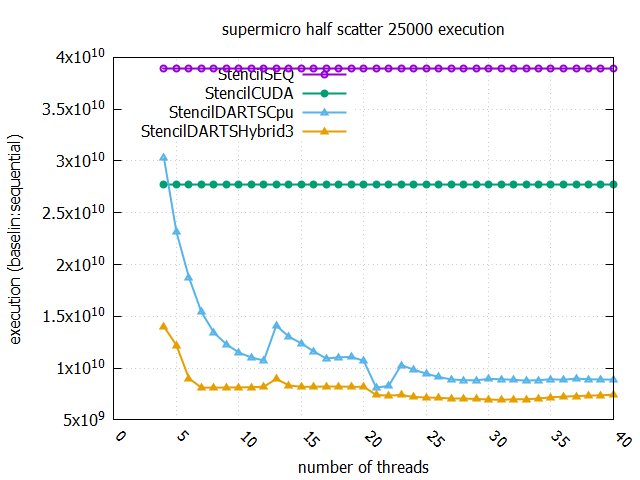 supermicro half scatter 25000 execution
4x10^10
3.5x10^10
3x10^10
2.5x10^10
2x10^10
1.5x10^10
1x10^10
5x10^9
execution (baselin:sequential)
StencilSEQ
StencilCUDA
StencilDARTSCpu
StencilDARTSHybrid3
0 5 10 15 20 25 30 35 40
number of threads